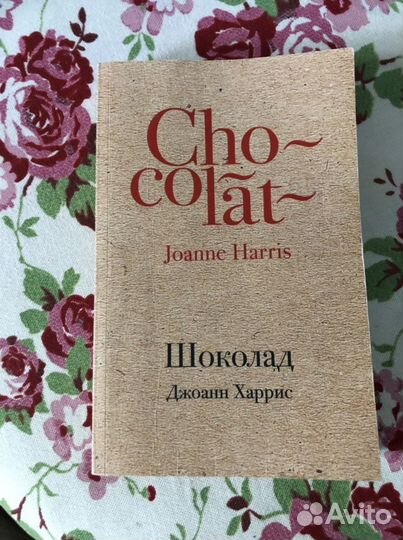 Cho~
colat~
Joanne Harris
Шоколад
Джоанн Харрис
Avito